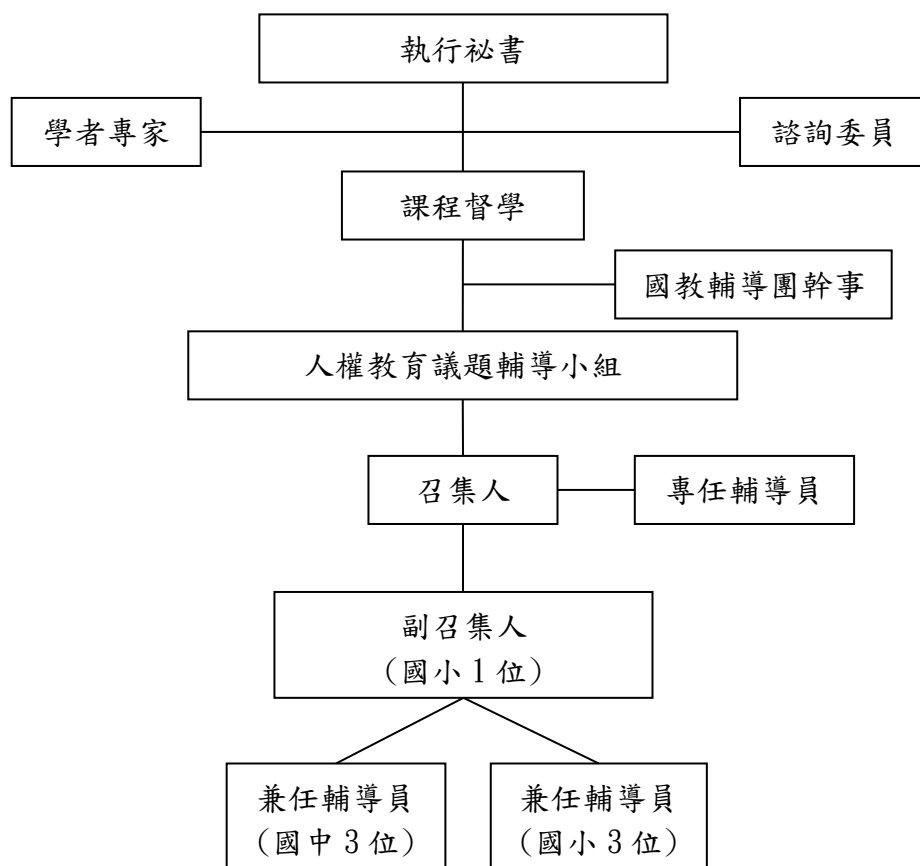 執行祕書
學者專家
諮詢委員
課程督學
國教輔導團幹事
人權教育議題輔導小組
召集人
專任輔導員
副召集人
(國小 1 位)
兼任輔導員
(國中 3 位)
兼任輔導員
(國小 3 位)